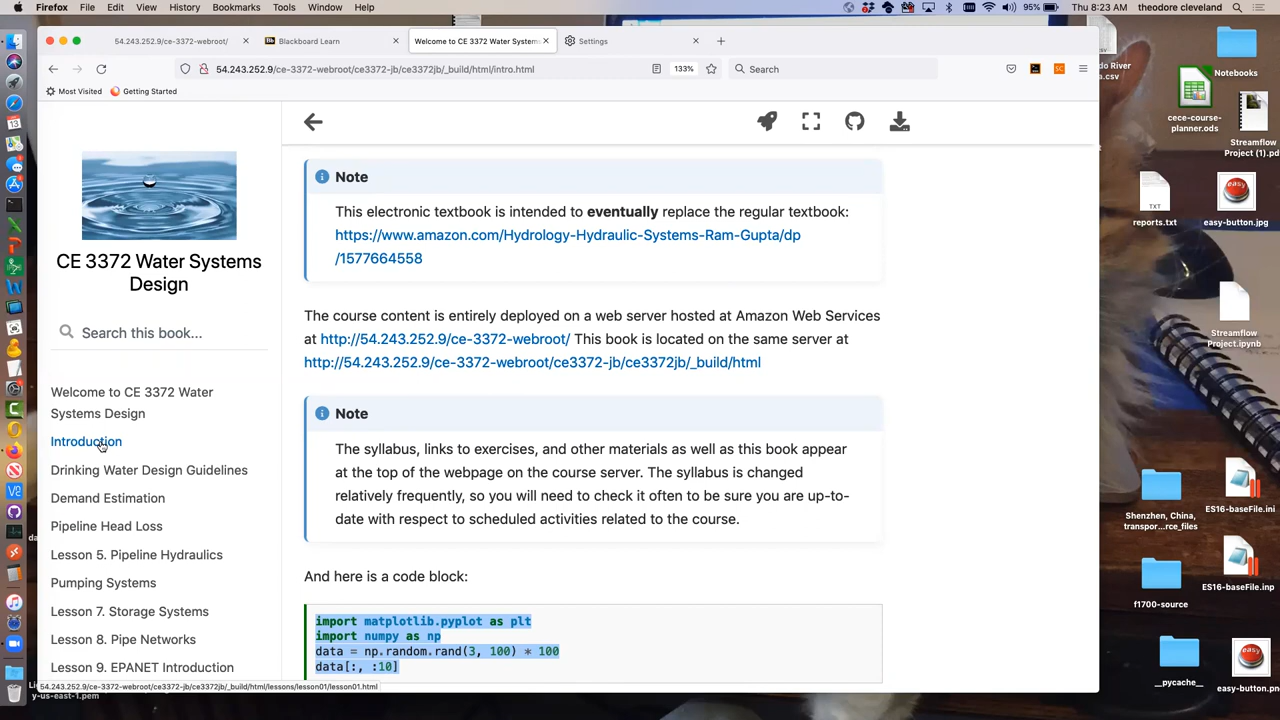 Firefox File Edit View History Bookmarks Tools Window Help
95% Thu 8:23 AM theodore cleveland
54.243.252.9/ce-3372-webroot/
Blackboard Learn
Welcome to CE 3372 Water System
Settings
54.243.252.9/ce-3372-webroot/ce3372-jb/ce3372jb/_build/html/intro.html
133%
Search
Most Visited Getting Started
CE 3372 Water Systems
Design
Search this book...
Welcome to CE 3372 Water
Systems Design
Introduction
Drinking Water Design Guidelines
Demand Estimation
Pipeline Head Loss
Lesson 5. Pipeline Hydraulics
Pumping Systems
Lesson 7. Storage Systems
Lesson 8. Pipe Networks
Lesson 9. EPANET Introduction
54.243.252.9/ce-3372-webroot/ce3372-jb/ce3372jb/_build/html/lessons/lesson01/lesson01.html
Note
This electronic textbook is intended to eventually replace the regular textbook:
https://www.amazon.com/Hydrology-Hydraulic-Systems-Ram-Gupta/dp
/1577664558
The course content is entirely deployed on a web server hosted at Amazon Web Services
at http://54.243.252.9/ce-3372-webroot/ This book is located on the same server at
http://54.243.252.9/ce-3372-webroot/ce3372-jb/ce3372jb/_build/html
Note
The syllabus, links to exercises, and other materials as well as this book appear
at the top of the webpage on the course server. The syllabus is changed
relatively frequently, so you will need to check it often to be sure you are up-to-
date with respect to scheduled activities related to the course.
And here is a code block:
import matplotlib.pyplot as plt
import numpy as np
data = np.random.rand(3, 100) * 100
data[:, :10]
do River
a.csv
Notebooks
cece-course-
planner.ods
Streamflow
Project (1).pd
TXT
reports.txt
easy-button.jpg
Streamflow
Project.ipynb
Shenzhen, China,
transpor...rce_files
ES16-baseFile.ini
f1700-source
ES16-baseFile.inp
__pycache__
easy-button.pn
y-us-east-1.pem